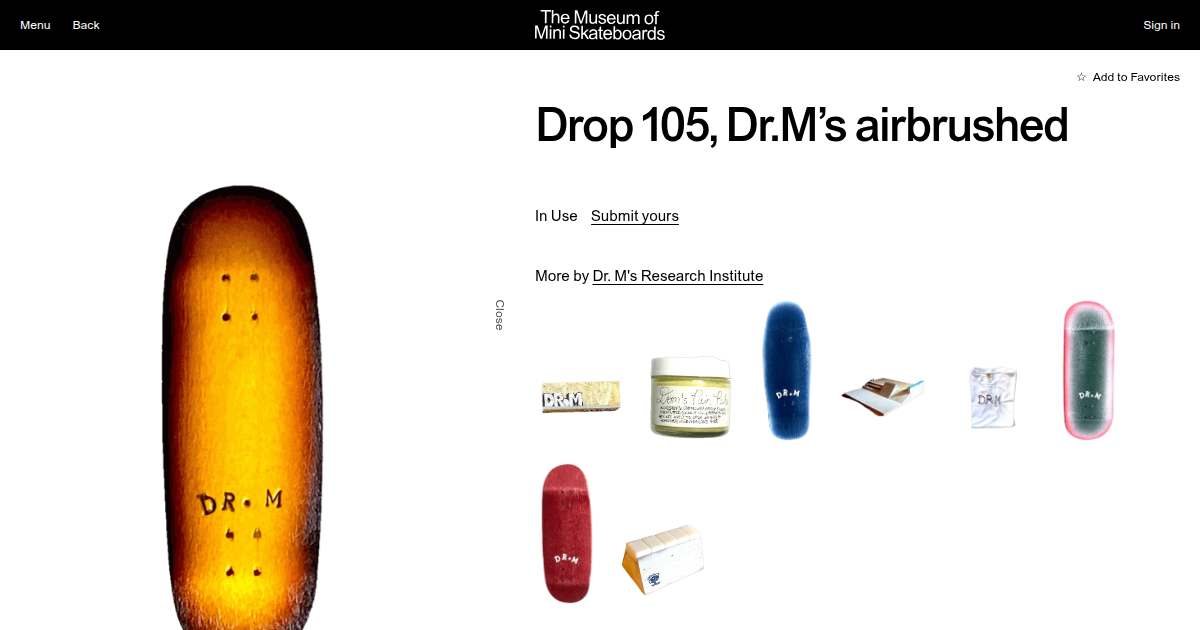 Menu
Back
The Museum of
Mini Skateboards
Sign in
☆ Add to Favorites
Drop 105, Dr.M’s airbrushed
In Use
Submit yours
More by Dr. M's Research Institute
Close
DR•M
DR•M
DR•M
DR•M
DR•M
DR•M